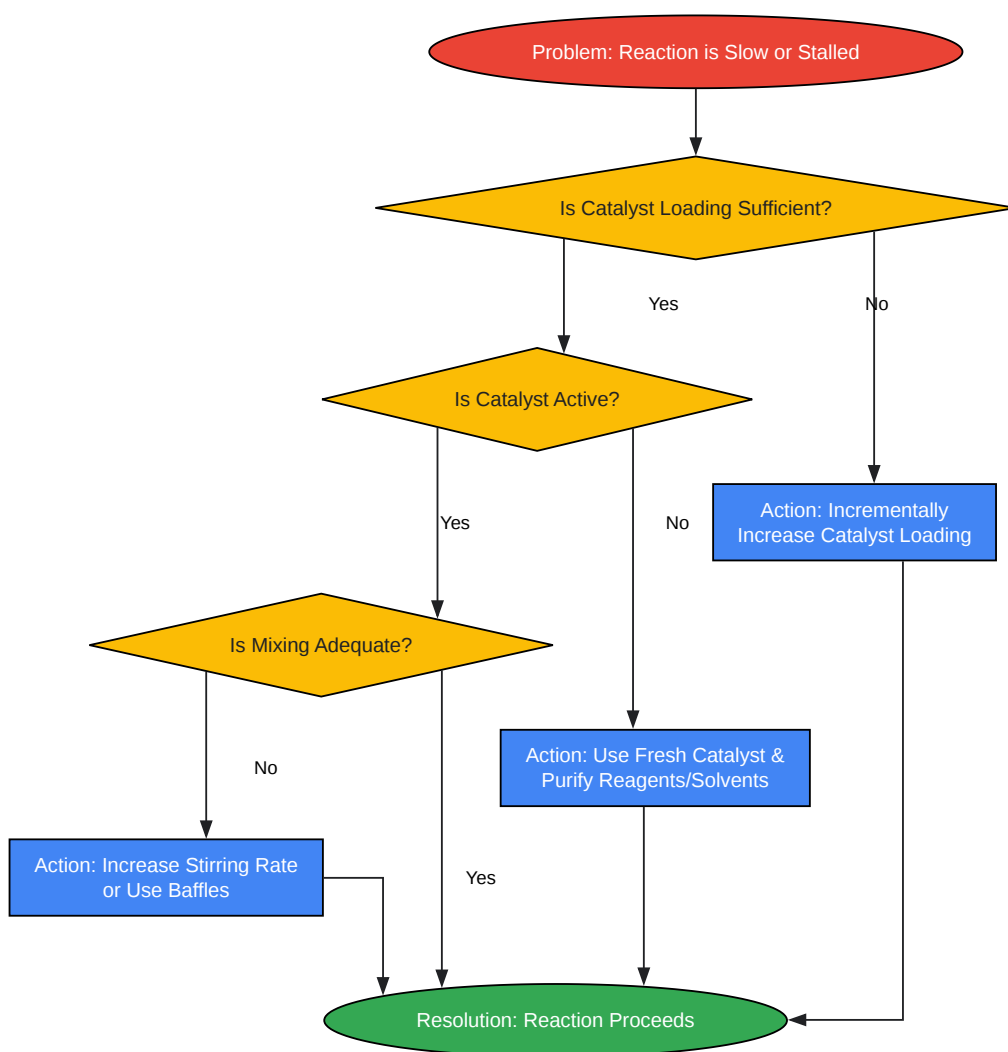 Problem: Reaction is Slow or Stalled
Is Catalyst Loading Sufficient?
Yes
No
Is Catalyst Active?
Action: Incrementally
Increase Catalyst Loading
Yes
No
Is Mixing Adequate?
Action: Use Fresh Catalyst &
Purify Reagents/Solvents
No
Action: Increase Stirring Rate
or Use Baffles
Yes
Resolution: Reaction Proceeds